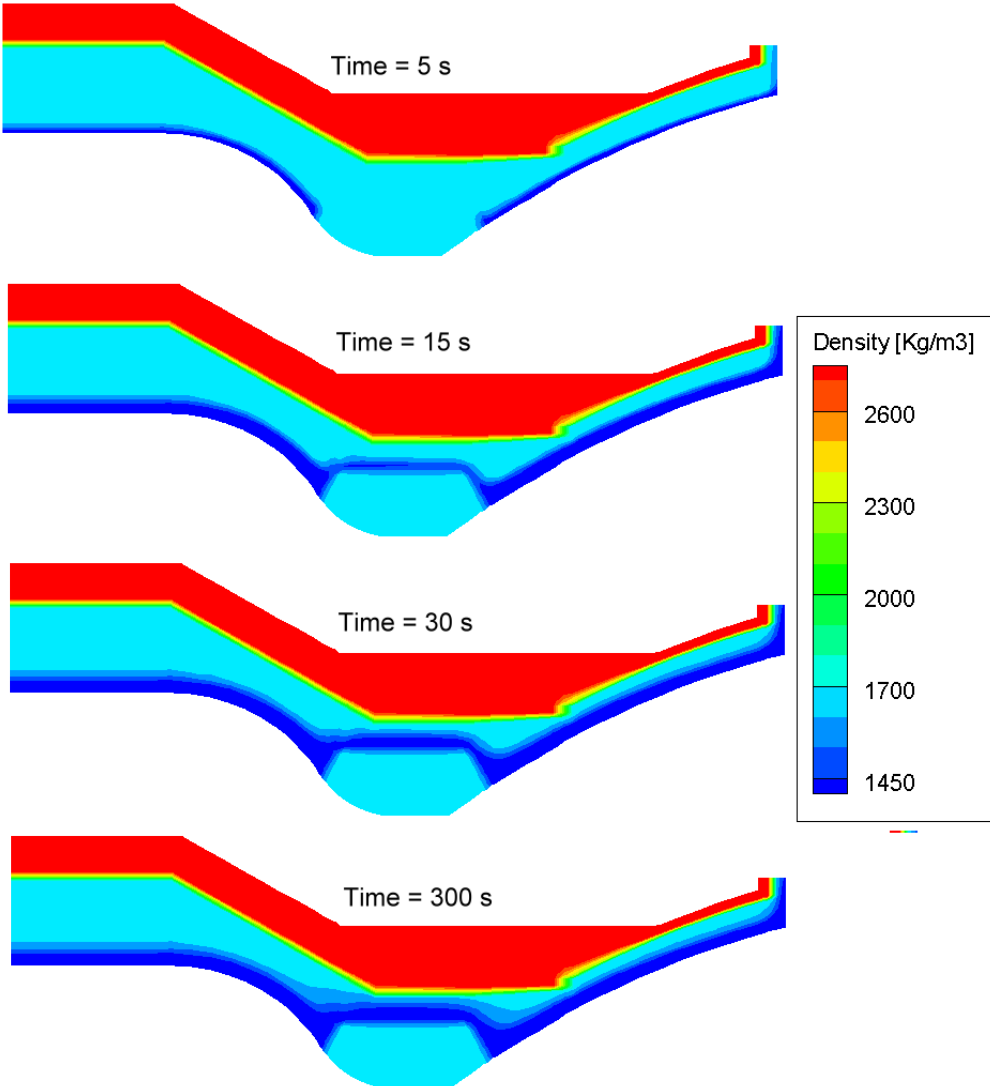 Time = 5 s
Time = 15 s
Density [Kg/m3]
2600
2300
2000
1700
1450
Time = 30 s
Time = 300 s